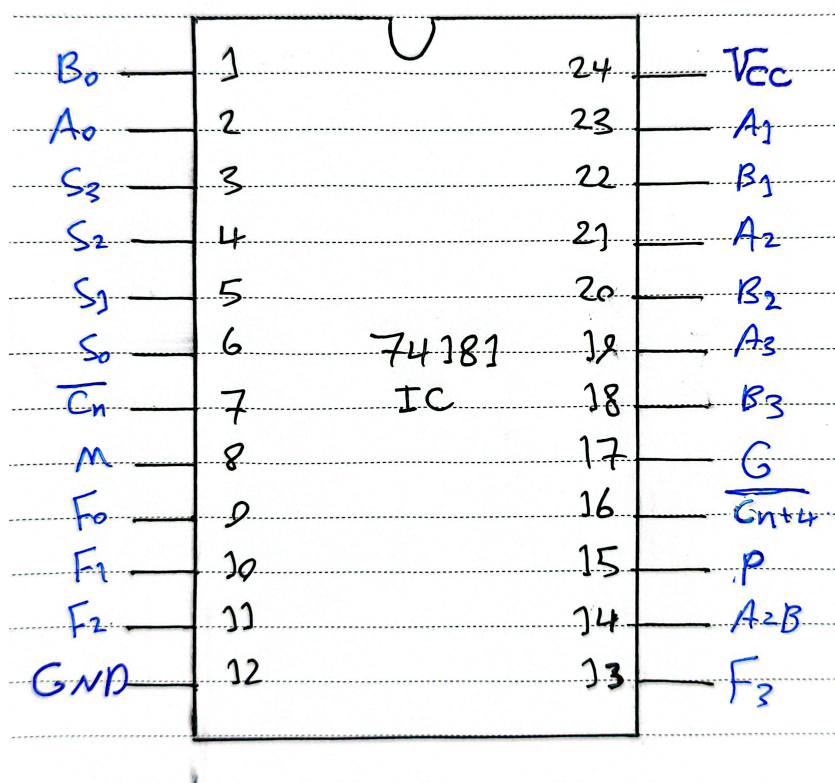 B₀ 1 24 Vcc
A₀ 2 23 A₁
S₃ 3 22 B₁
S₂ 4 21 A₂
S₁ 5 20 B₂
S₀ 6 74181 19 A₃
C̅n̅ 7 IC 18 B₃
M 8 17 G
F₀ 9 16 C̅n̅+̅4̅
F₁ 10 15 P
F₂ 11 14 A=B
GND 12 13 F₃